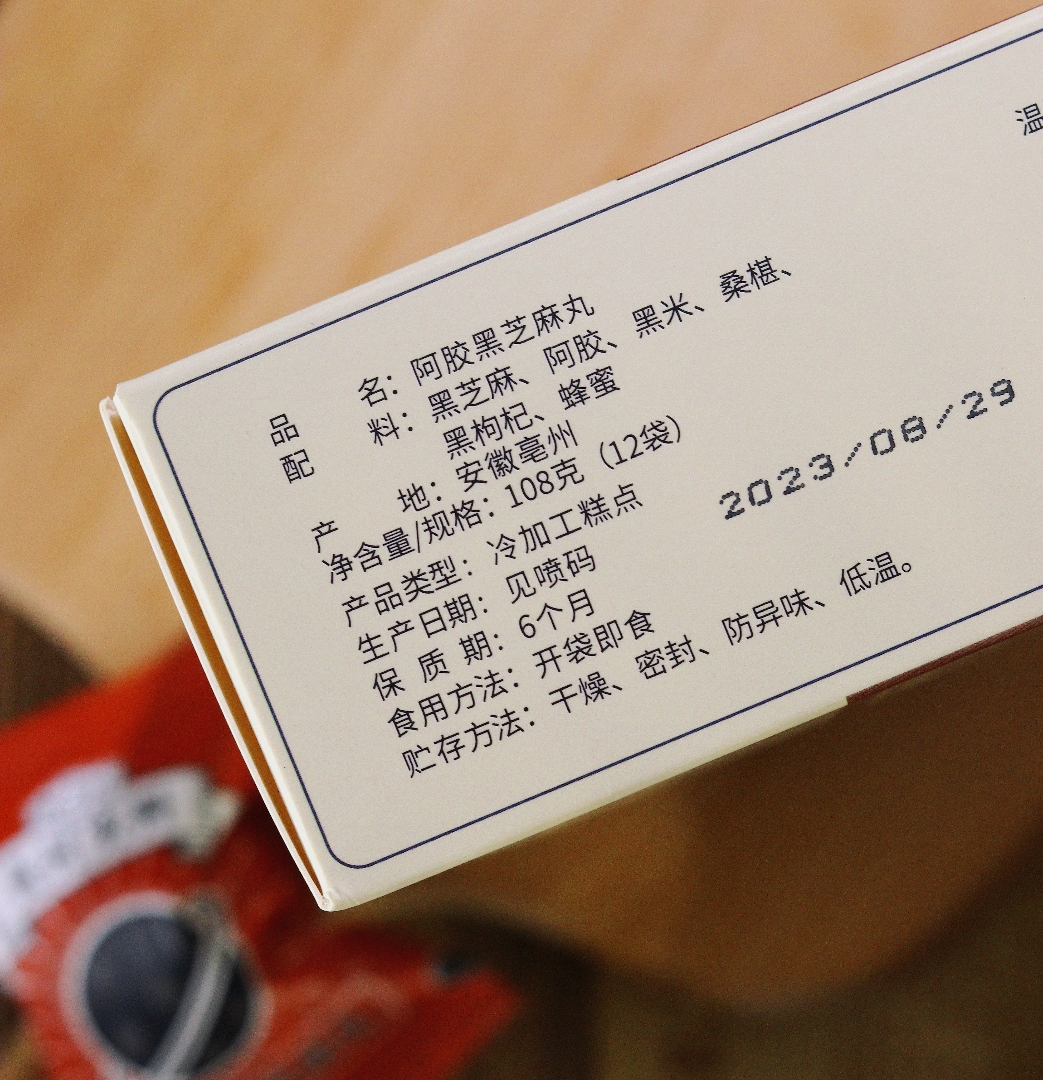 品 名：阿胶黑芝麻丸
配 料：黑芝麻、阿胶、黑米、桑椹、
黑枸杞、蜂蜜
产 地：安徽亳州
净含量/规格：108克（12袋）
产品类型：冷加工糕点
生产日期：见喷码
保 质 期：6个月
食用方法：开袋即食
贮存方法：干燥、密封、防异味、低温。
2023/08/29
温